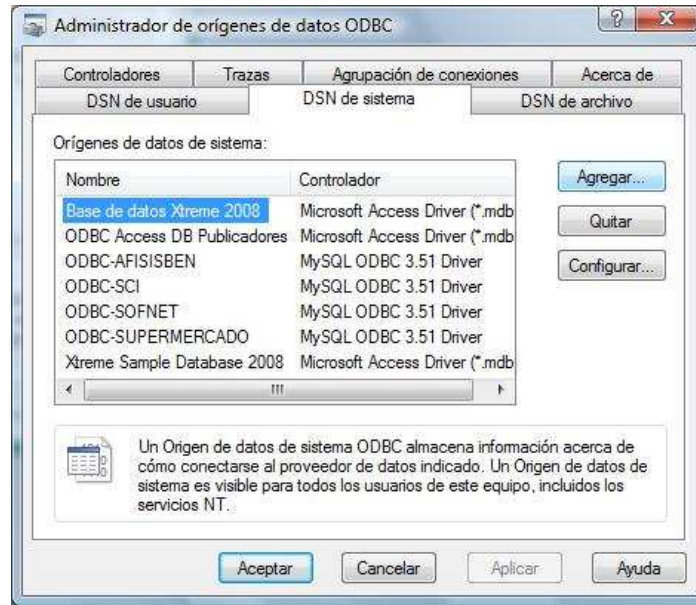 Administrador de orígenes de datos ODBC
Controladores Trazas Agrupación de conexiones Acerca de
DSN de usuario DSN de sistema DSN de archivo
Orígenes de datos de sistema:
Nombre Controlador
Base de datos Xtreme 2008 Microsoft Access Driver (*.mdb
ODBC Access DB Publicadores Microsoft Access Driver (*.mdb
ODBC-AFISISBEN MySQL ODBC 3.51 Driver
ODBC-SCI MySQL ODBC 3.51 Driver
ODBC-SOFNET MySQL ODBC 3.51 Driver
ODBC-SUPERMERCADO MySQL ODBC 3.51 Driver
Xtreme Sample Database 2008 Microsoft Access Driver (*.mdb
Agregar...
Quitar
Configurar...
Un Origen de datos de sistema ODBC almacena información acerca de
cómo conectarse al proveedor de datos indicado. Un Origen de datos de
sistema es visible para todos los usuarios de este equipo, incluidos los
servicios NT.
Aceptar Cancelar Aplicar Ayuda